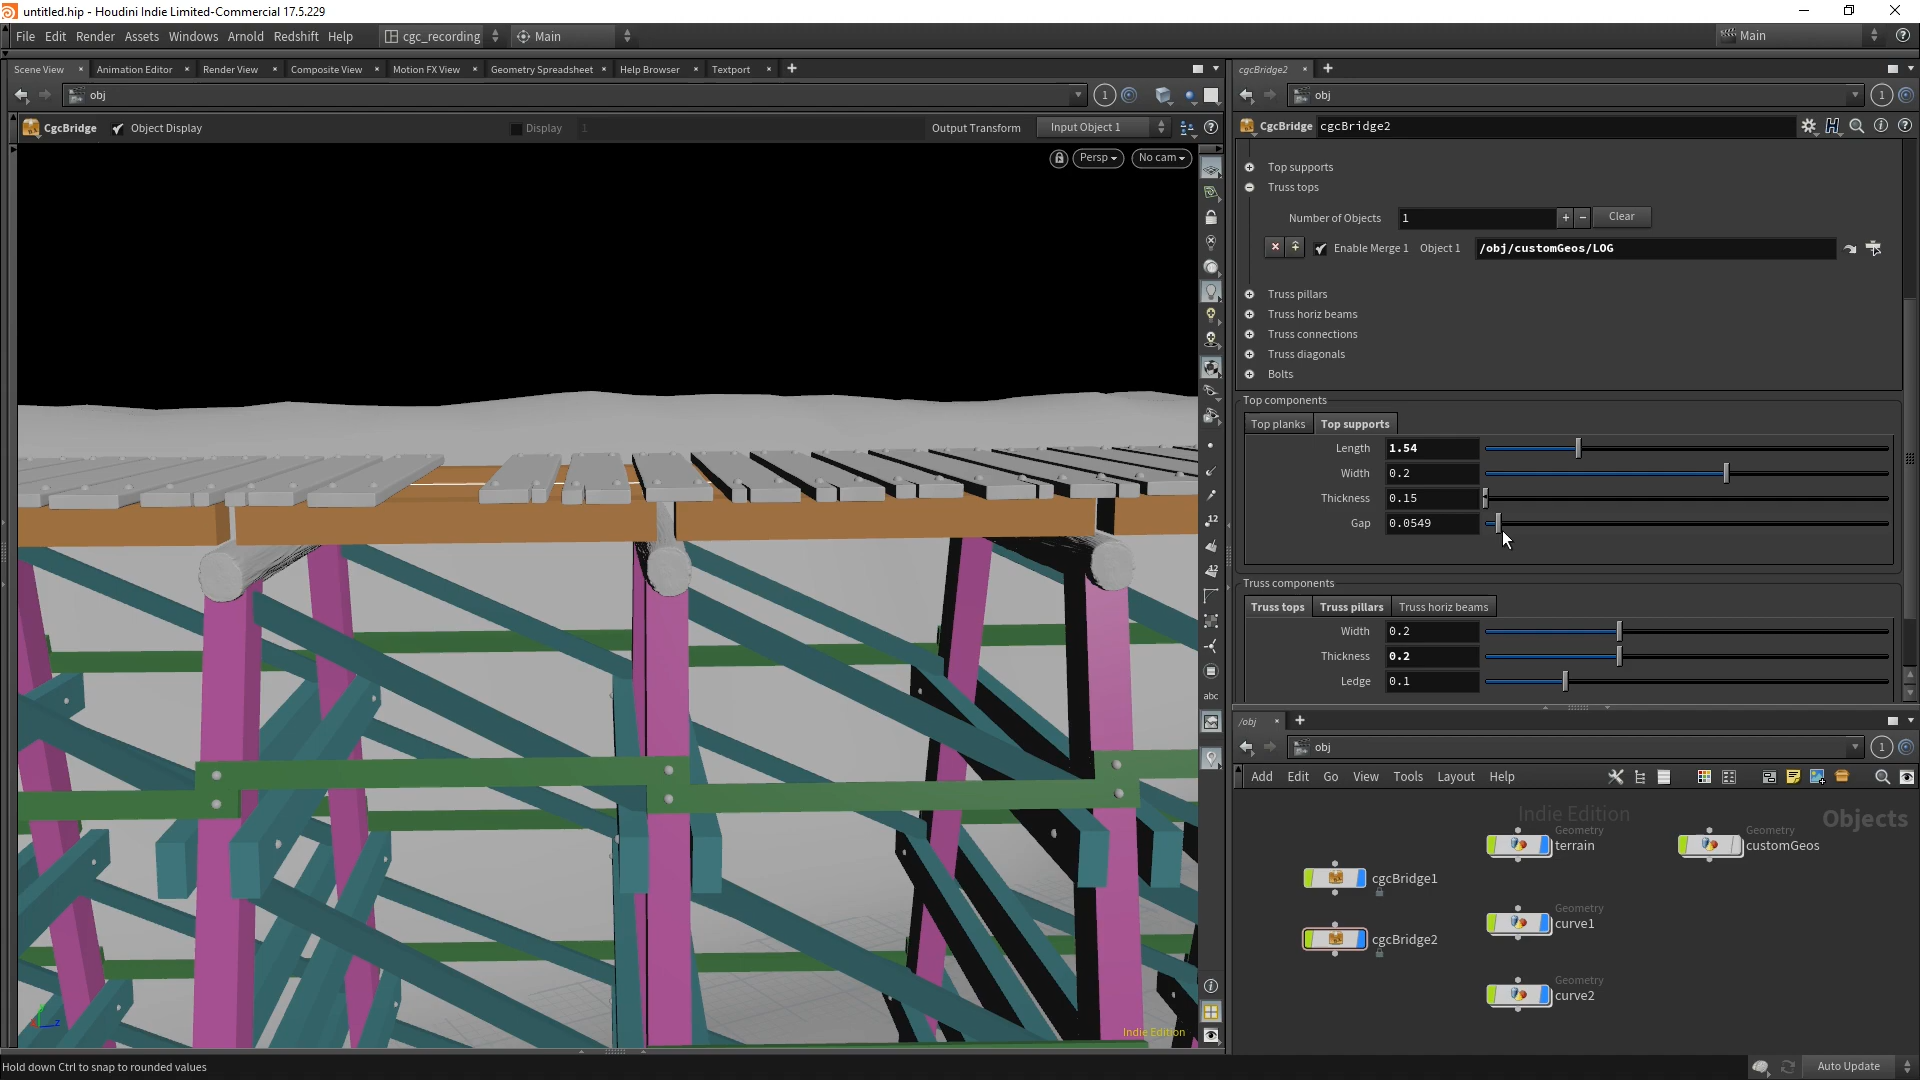 untitled.hip - Houdini Indie Limited-Commercial 17.5.229
File Edit Render Assets Windows Arnold Redshift Help cgc_recording Main Main
Scene View Animation Editor Render View Composite View Motion FX View Geometry Spreadsheet Help Browser Textport cgcBridge2
obj 1 obj 1
CgcBridge Object Display Display 1 Output Transform Input Object 1 CgcBridge cgcBridge2
Persp No cam
Top supports
Truss tops
Number of Objects 1 Clear
Enable Merge 1 Object 1 /obj/customGeos/LOG
Truss pillars
Truss horiz beams
Truss connections
Truss diagonals
Bolts
Top components
Top planks Top supports
Length 1.54
Width 0.2
Thickness 0.15
Gap 0.0549
Truss components
Truss tops Truss pillars Truss horiz beams
Width 0.2
Thickness 0.2
Ledge 0.1
12
12
abc
/obj
obj 1
Add Edit Go View Tools Layout Help
Indie Edition Objects
Geometry
terrain
Geometry
customGeos
cgcBridge1
Geometry
curve1
cgcBridge2
Geometry
curve2
Indie Edition
Hold down Ctrl to snap to rounded values Auto Update